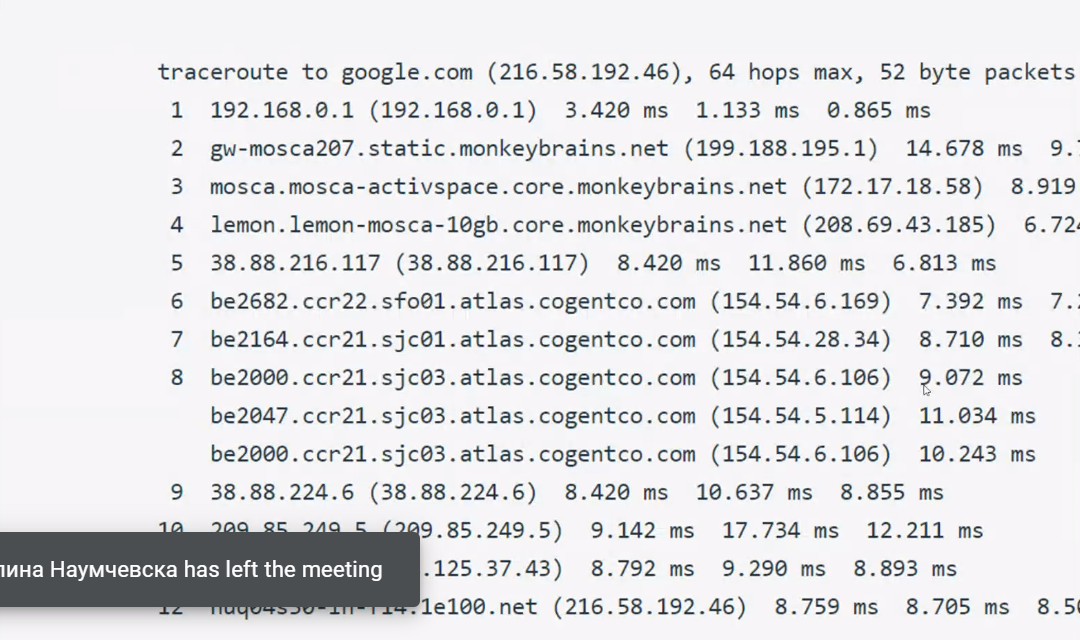 traceroute to google.com (216.58.192.46), 64 hops max, 52 byte packets
1 192.168.0.1 (192.168.0.1) 3.420 ms 1.133 ms 0.865 ms
2 gw-mosca207.static.monkeybrains.net (199.188.195.1) 14.678 ms 9.
3 mosca.mosca-activspace.core.monkeybrains.net (172.17.18.58) 8.919
4 lemon.lemon-mosca-10gb.core.monkeybrains.net (208.69.43.185) 6.724
5 38.88.216.117 (38.88.216.117) 8.420 ms 11.860 ms 6.813 ms
6 be2682.ccr22.sfo01.atlas.cogentco.com (154.54.6.169) 7.392 ms 7.
7 be2164.ccr21.sjc01.atlas.cogentco.com (154.54.28.34) 8.710 ms 8.
8 be2000.ccr21.sjc03.atlas.cogentco.com (154.54.6.106) 9.072 ms
be2047.ccr21.sjc03.atlas.cogentco.com (154.54.5.114) 11.034 ms
be2000.ccr21.sjc03.atlas.cogentco.com (154.54.6.106) 10.243 ms
9 38.88.224.6 (38.88.224.6) 8.420 ms 10.637 ms 8.855 ms
10 209.85.249.5 (209.85.249.5) 9.142 ms 17.734 ms 12.211 ms
.125.37.43) 8.792 ms 9.290 ms 8.893 ms
лина Наумчевска has left the meeting
12 nuq04s30-in-f14.1e100.net (216.58.192.46) 8.759 ms 8.705 ms 8.